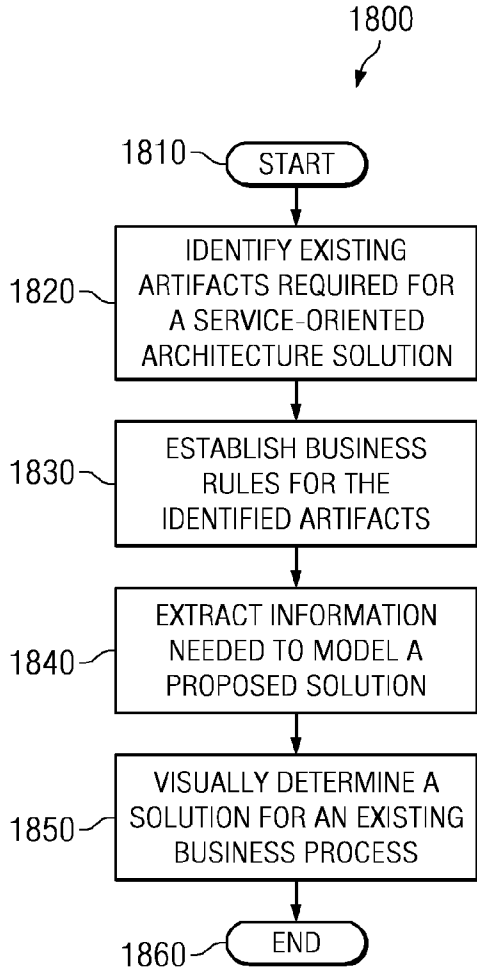 1800
1810
START
1820
IDENTIFY EXISTING
ARTIFACTS REQUIRED FOR
A SERVICE-ORIENTED
ARCHITECTURE SOLUTION
1830
ESTABLISH BUSINESS
RULES FOR THE
IDENTIFIED ARTIFACTS
1840
EXTRACT INFORMATION
NEEDED TO MODEL A
PROPOSED SOLUTION
1850
VISUALLY DETERMINE A
SOLUTION FOR AN EXISTING
BUSINESS PROCESS
1860
END